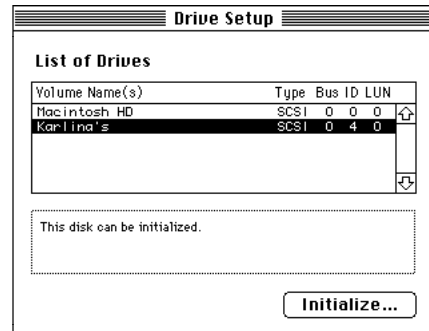 Drive Setup
List of Drives
Volume Name(s) Type Bus ID LUN
Macintosh HD SCSI 0 0 0
Karlina's SCSI 0 4 0
This disk can be initialized.
Initialize...